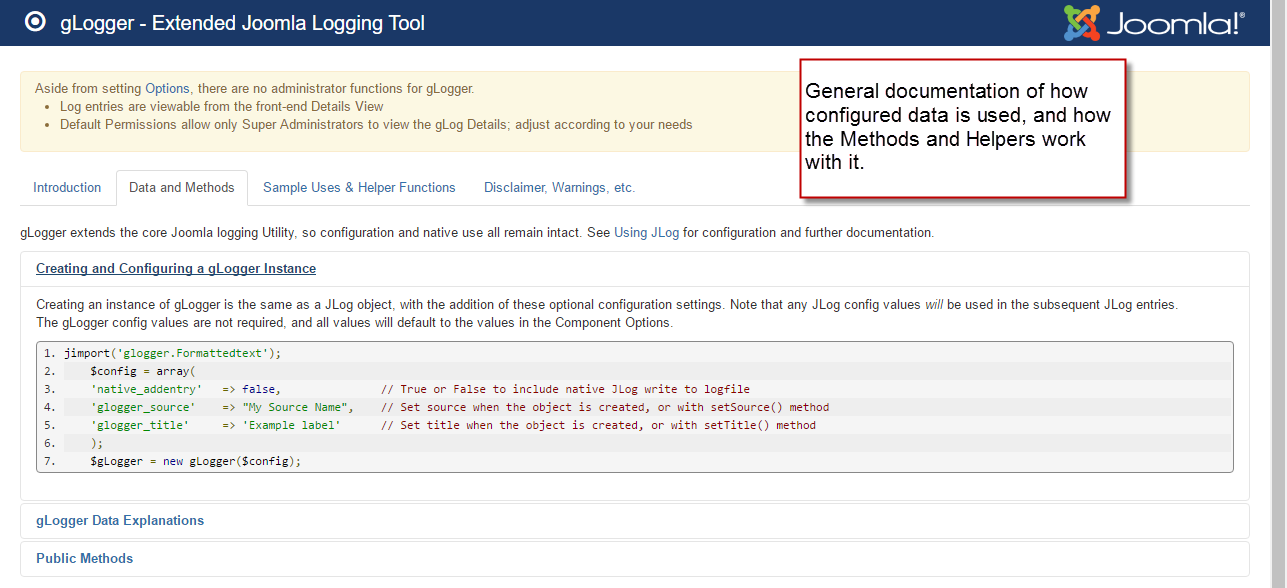 gLogger - Extended Joomla Logging Tool
Joomla!®
Aside from setting Options, there are no administrator functions for gLogger.
• Log entries are viewable from the front-end Details View
• Default Permissions allow only Super Administrators to view the gLog Details; adjust according to your needs
General documentation of how
configured data is used, and how
the Methods and Helpers work
with it.
Introduction Data and Methods Sample Uses & Helper Functions Disclaimer, Warnings, etc.
gLogger extends the core Joomla logging Utility, so configuration and native use all remain intact. See Using JLog for configuration and further documentation.
Creating and Configuring a gLogger Instance
Creating an instance of gLogger is the same as a JLog object, with the addition of these optional configuration settings. Note that any JLog config values will be used in the subsequent JLog entries.
The gLogger config values are not required, and all values will default to the values in the Component Options.
1. jimport('glogger.Formattedtext');
2. $config = array(
3. 'native_addentry' => false, // True or False to include native JLog write to logfile
4. 'glogger_source' => "My Source Name", // Set source when the object is created, or with setSource() method
5. 'glogger_title' => 'Example label' // Set title when the object is created, or with setTitle() method
6. );
7. $gLogger = new gLogger($config);
gLogger Data Explanations
Public Methods